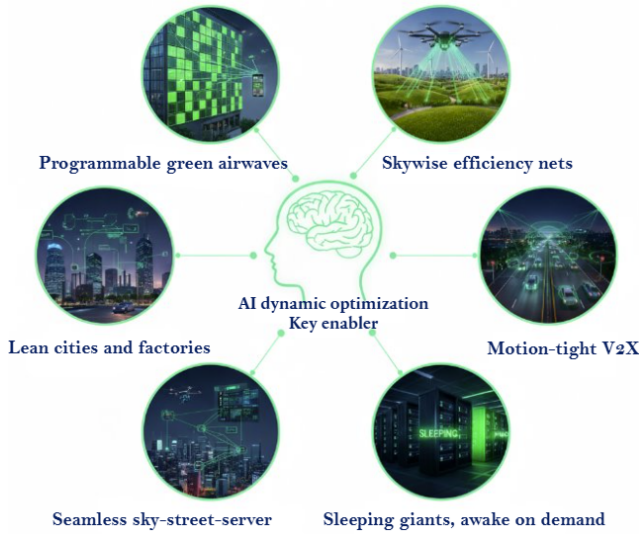 Programmable green airwaves
Skywise efficiency nets
AI dynamic optimization
Key enabler
Lean cities and factories
Motion-tight V2X
SLEEPING
Seamless sky-street-server
Sleeping giants, awake on demand